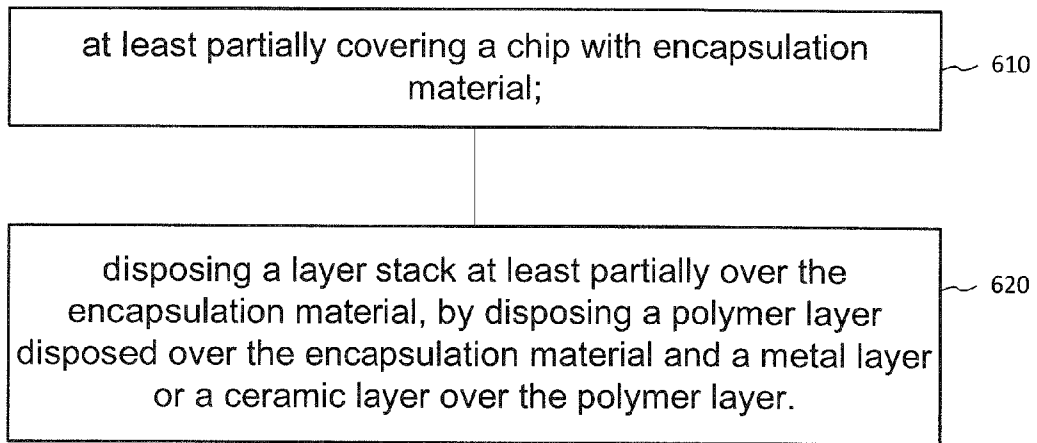 at least partially covering a chip with encapsulation
material;
610
disposing a layer stack at least partially over the
encapsulation material, by disposing a polymer layer
disposed over the encapsulation material and a metal layer
or a ceramic layer over the polymer layer.
620